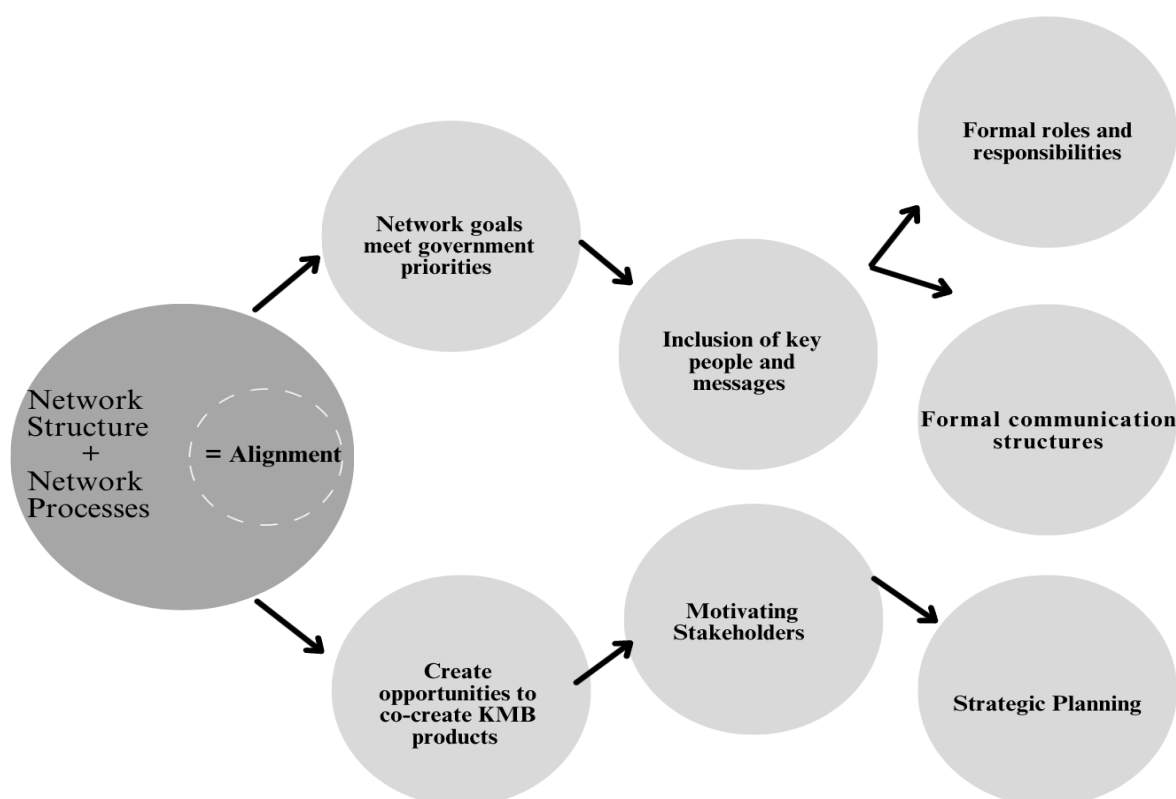 Network
Structure
+
Network
Processes
= Alignment
Network goals
meet government
priorities
Inclusion of key
people and
messages
Formal roles and
responsibilities
Formal communication
structures
Create
opportunities to
co-create KMB
products
Motivating
Stakeholders
Strategic Planning